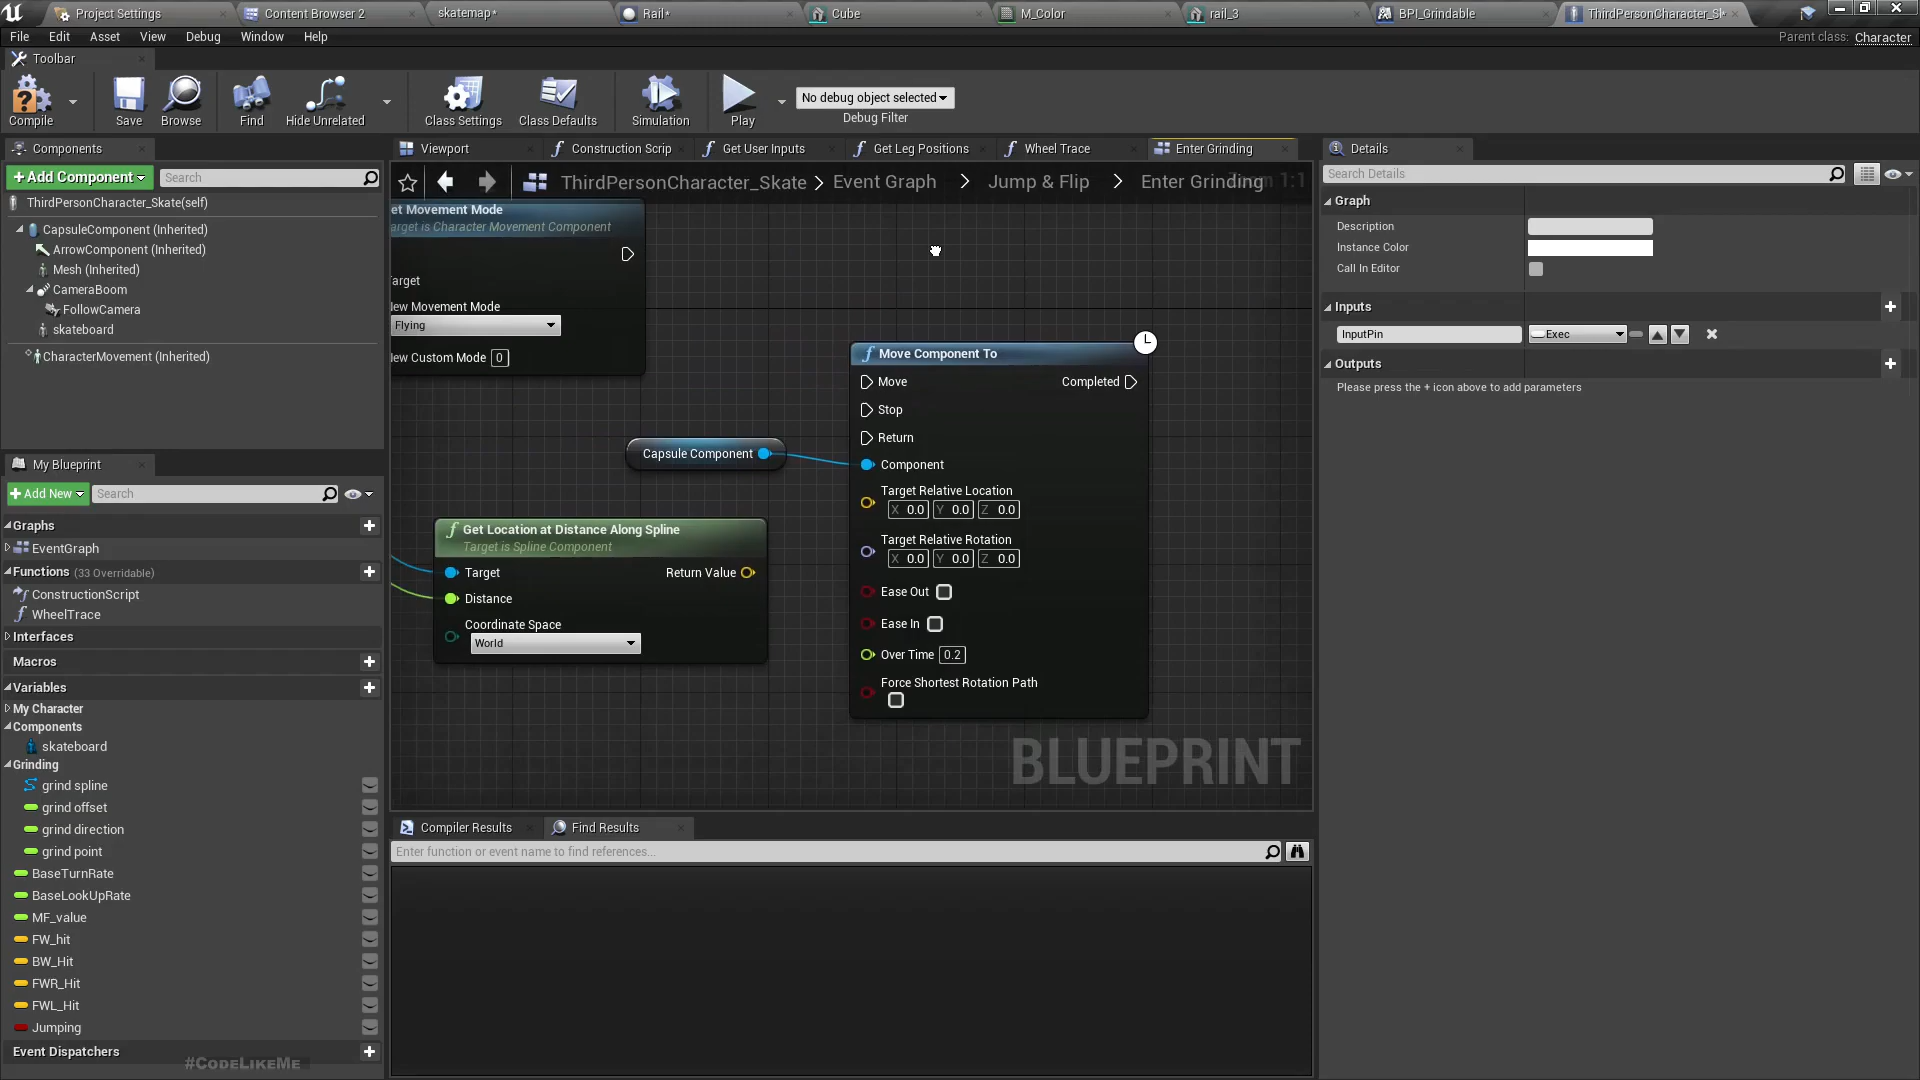 Project Settings
Content Browser 2
skatemap*
Rail*
Cube
M_Color
rail_3
BPI_Grindable
ThirdPersonCharacter_Sk
File Edit Asset View Debug Window Help
Parent class: Character
Toolbar
Compile
Save
Browse
Find
Hide Unrelated
Class Settings
Class Defaults
Simulation
Play
No debug object selected
Debug Filter
Components
+Add Component
Search
ThirdPersonCharacter_Skate(self)
CapsuleComponent (Inherited)
ArrowComponent (Inherited)
Mesh (Inherited)
CameraBoom
FollowCamera
skateboard
CharacterMovement (Inherited)
My Blueprint
+Add New
Search
Graphs
EventGraph
Functions (33 Overridable)
ConstructionScript
WheelTrace
Interfaces
Macros
Variables
My Character
Components
skateboard
Grinding
grind spline
grind offset
grind direction
grind point
BaseTurnRate
BaseLookUpRate
MF_value
FW_hit
BW_Hit
FWR_Hit
FWL_Hit
Jumping
Event Dispatchers
#CodeLikeMe
Viewport
Construction Scrip
Get User Inputs
Get Leg Positions
Wheel Trace
Enter Grinding
ThirdPersonCharacter_Skate > Event Graph > Jump & Flip > Enter Grinding
Zoom 1:1
et Movement Mode
arget is Character Movement Component
arget
lew Movement Mode
Flying
lew Custom Mode 0
Capsule Component
Get Location at Distance Along Spline
Target is Spline Component
Target
Return Value
Distance
Coordinate Space
World
Move Component To
Move
Completed
Stop
Return
Component
Target Relative Location
X 0.0 Y 0.0 Z 0.0
Target Relative Rotation
X 0.0 Y 0.0 Z 0.0
Ease Out
Ease In
Over Time 0.2
Force Shortest Rotation Path
BLUEPRINT
Compiler Results
Find Results
Enter function or event name to find references...
Details
Search Details
Graph
Description
Instance Color
Call In Editor
Inputs
InputPin
Exec
Outputs
Please press the + icon above to add parameters